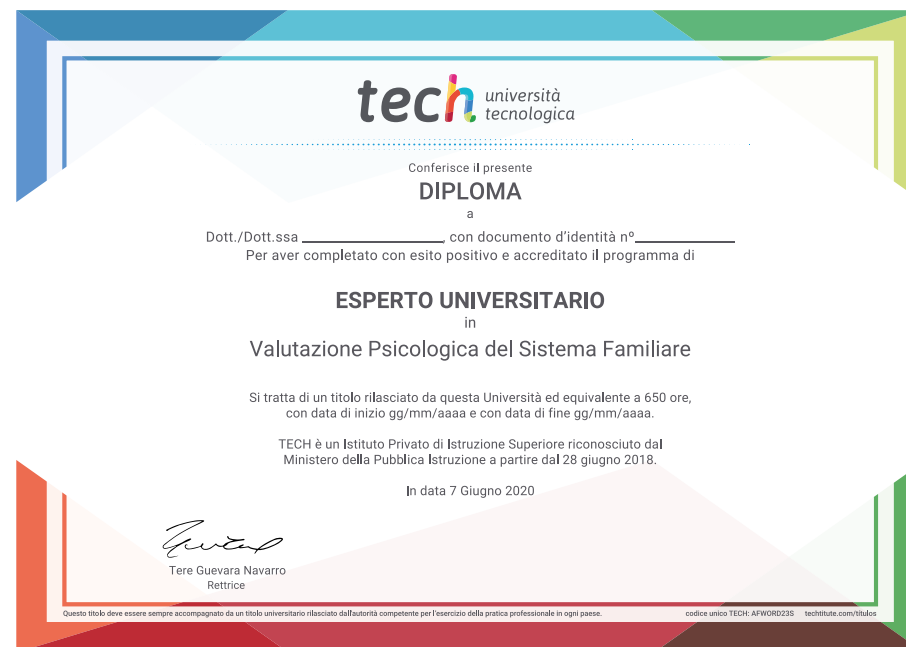 tech università
tecnologica
Conferisce il presente
DIPLOMA
a
Dott./Dott.ssa ________________, con documento d'identità nº____________
Per aver completato con esito positivo e accreditato il programma di
ESPERTO UNIVERSITARIO
in
Valutazione Psicologica del Sistema Familiare
Si tratta di un titolo rilasciato da questa Università ed equivalente a 650 ore,
con data di inizio gg/mm/aaaa e con data di fine gg/mm/aaaa.
TECH è un Istituto Privato di Istruzione Superiore riconosciuto dal
Ministero della Pubblica Istruzione a partire dal 28 giugno 2018.
In data 7 Giugno 2020
Tere Guevara Navarro
Rettrice
Questo titolo deve essere sempre accompagnato da un titolo universitario rilasciato dall'autorità competente per l'esercizio della pratica professionale in ogni paese. codice unico TECH: AFWORD23S techtitute.com/titulos